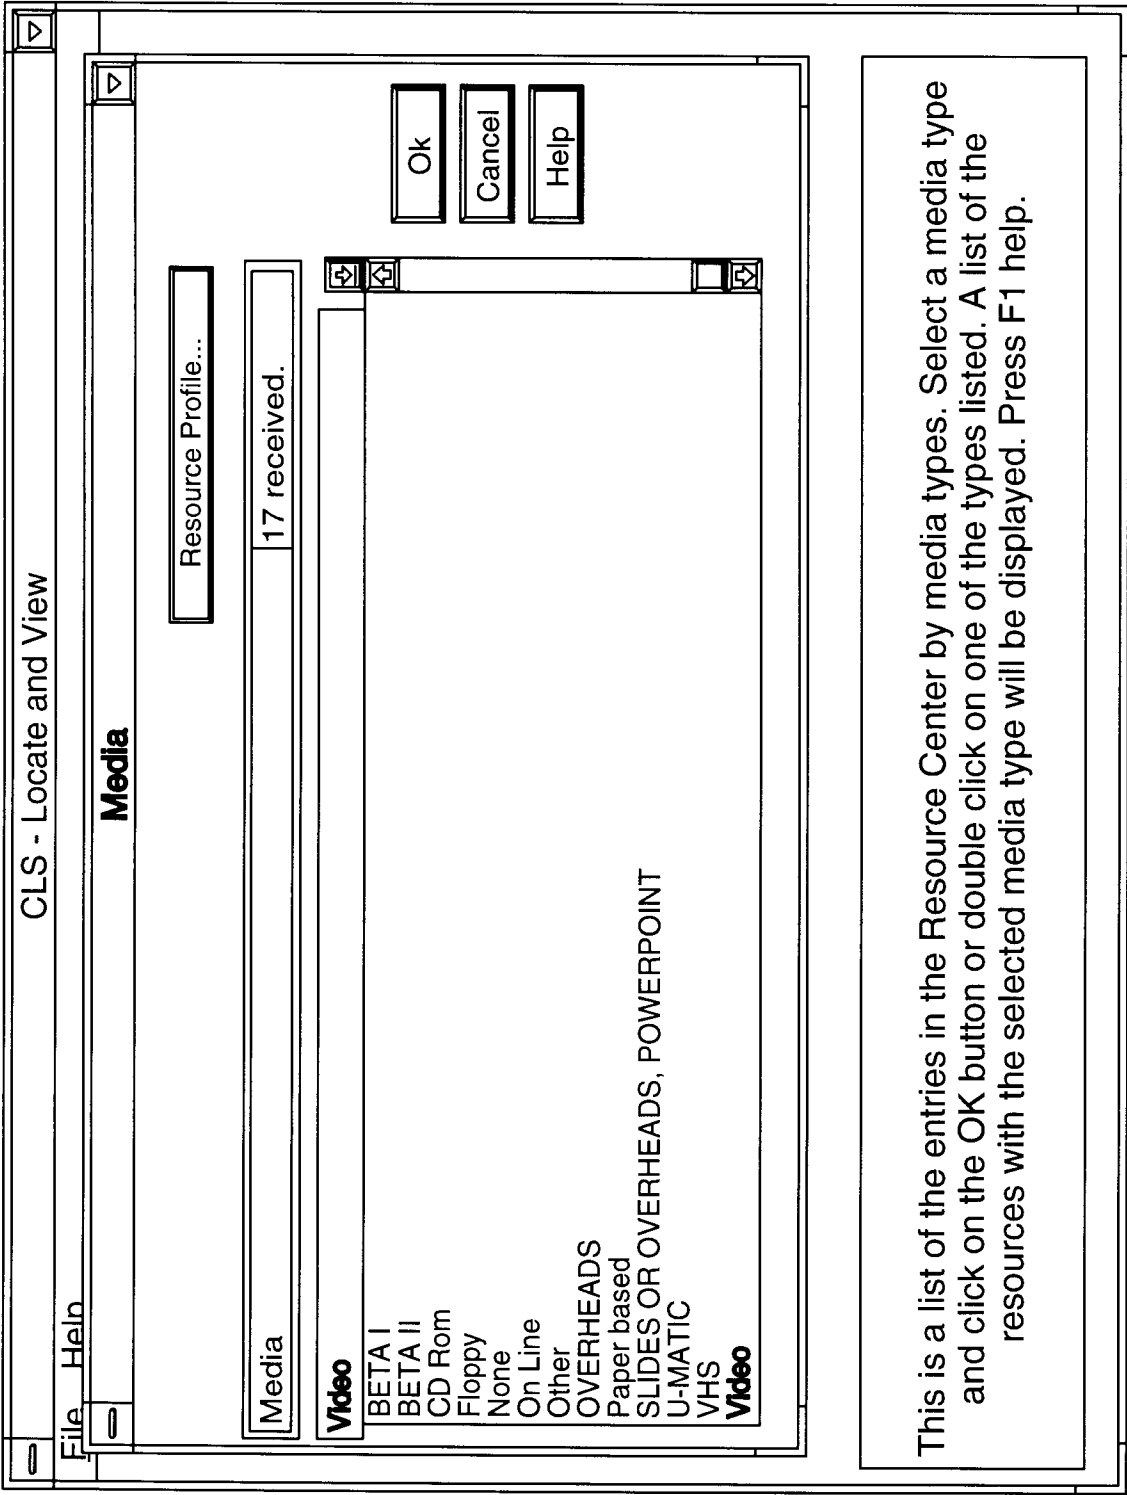 CLS - Locate and View
File Help
Media
Resource Profile...
Media 17 received.
Video
BETA I
BETA II
CD Rom
Floppy
None
On Line
Other
OVERHEADS
Paper based
SLIDES OR OVERHEADS, POWERPOINT
U-MATIC
VHS
Video
Ok
Cancel
Help
This is a list of the entries in the Resource Center by media types. Select a media type
and click on the OK button or double click on one of the types listed. A list of the
resources with the selected media type will be displayed. Press F1 help.